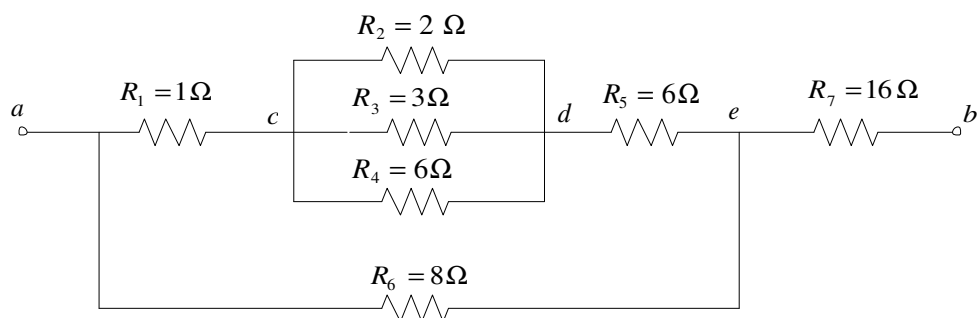 R₂ = 2 Ω
a R₁ = 1Ω c R₃ = 3Ω d R₅ = 6Ω e R₇ = 16 Ω b
R₄ = 6Ω
R₆ = 8Ω